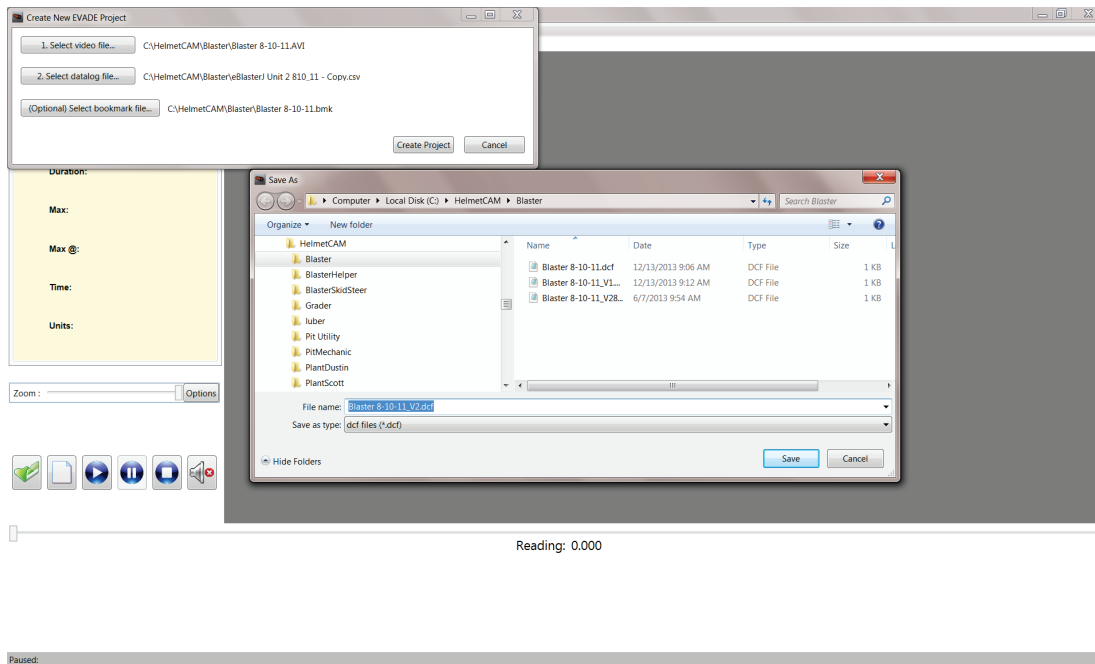 Create New EVADE Project
1. Select video file... C:\HelmetCAM\Blaster\Blaster 8-10-11.AVI
2. Select datalog file... C:\HelmetCAM\Blaster\eBlasterJ Unit 2 810_11 - Copy.csv
(Optional) Select bookmark file... C:\HelmetCAM\Blaster\Blaster 8-10-11.bmk
Create Project Cancel
Duration:
Max:
Max @:
Time:
Units:
Zoom : Options
Save As
Computer Local Disk (C:) HelmetCAM Blaster Search Blaster
Organize New folder
HelmetCAM
Blaster
BlasterHelper
BlasterSkidSteer
Grader
luber
Pit Utility
PitMechanic
PlantDustin
PlantScott
Name Date Type Size L
Blaster 8-10-11.dcf 12/13/2013 9:06 AM DCF File 1 KB
Blaster 8-10-11_V1.... 12/13/2013 9:12 AM DCF File 1 KB
Blaster 8-10-11_V28... 6/7/2013 9:54 AM DCF File 1 KB
File name: Blaster 8-10-11_V2.dcf
Save as type: dcf files (*.dcf)
Hide Folders Save Cancel
Reading: 0.000
Paused: